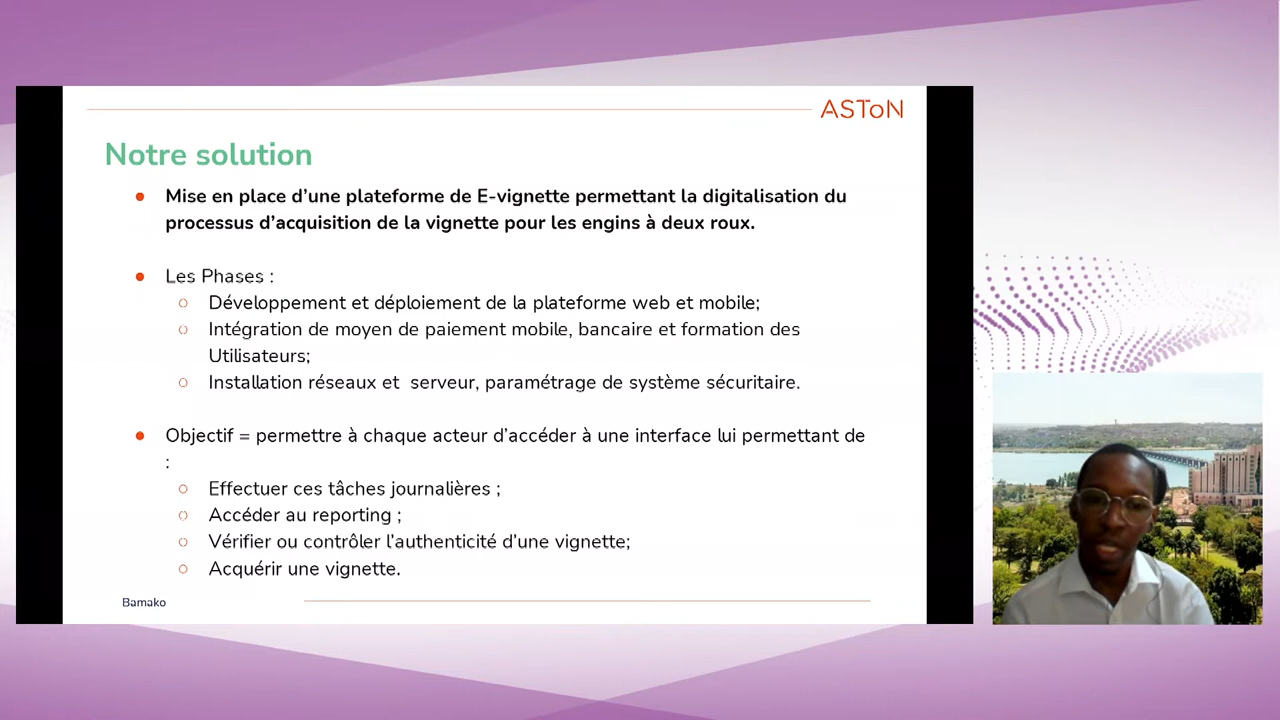 ASToN
Notre solution
● Mise en place d'une plateforme de E-vignette permettant la digitalisation du
processus d'acquisition de la vignette pour les engins à deux roux.
● Les Phases :
○ Développement et déploiement de la plateforme web et mobile;
○ Intégration de moyen de paiement mobile, bancaire et formation des
Utilisateurs;
○ Installation réseaux et serveur, paramétrage de système sécuritaire.
● Objectif = permettre à chaque acteur d'accéder à une interface lui permettant de
:
○ Effectuer ces tâches journalières ;
○ Accéder au reporting ;
○ Vérifier ou contrôler l'authenticité d'une vignette;
○ Acquérir une vignette.
Bamako